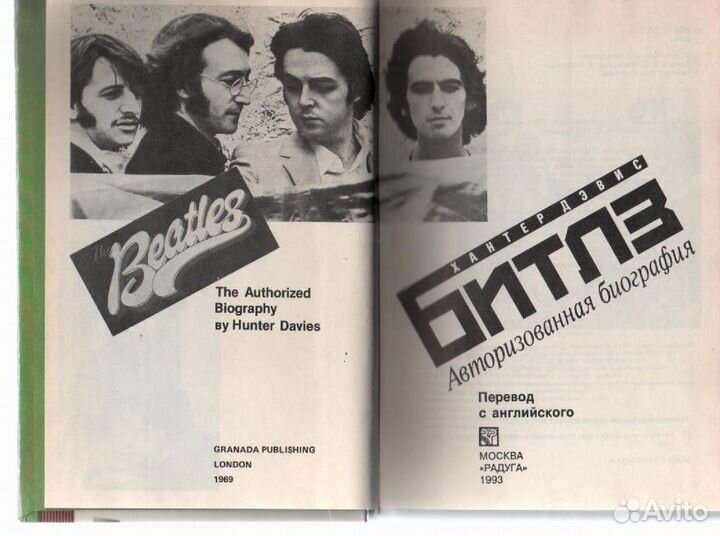 The
Beatles
The Authorized
Biography
by Hunter Davies
GRANADA PUBLISHING
LONDON
1969
ХАНТЕР ДЭВИС
БИТЛЗ
Авторизованная биография
Перевод
с английского
МОСКВА
«РАДУГА»
1993
Avito